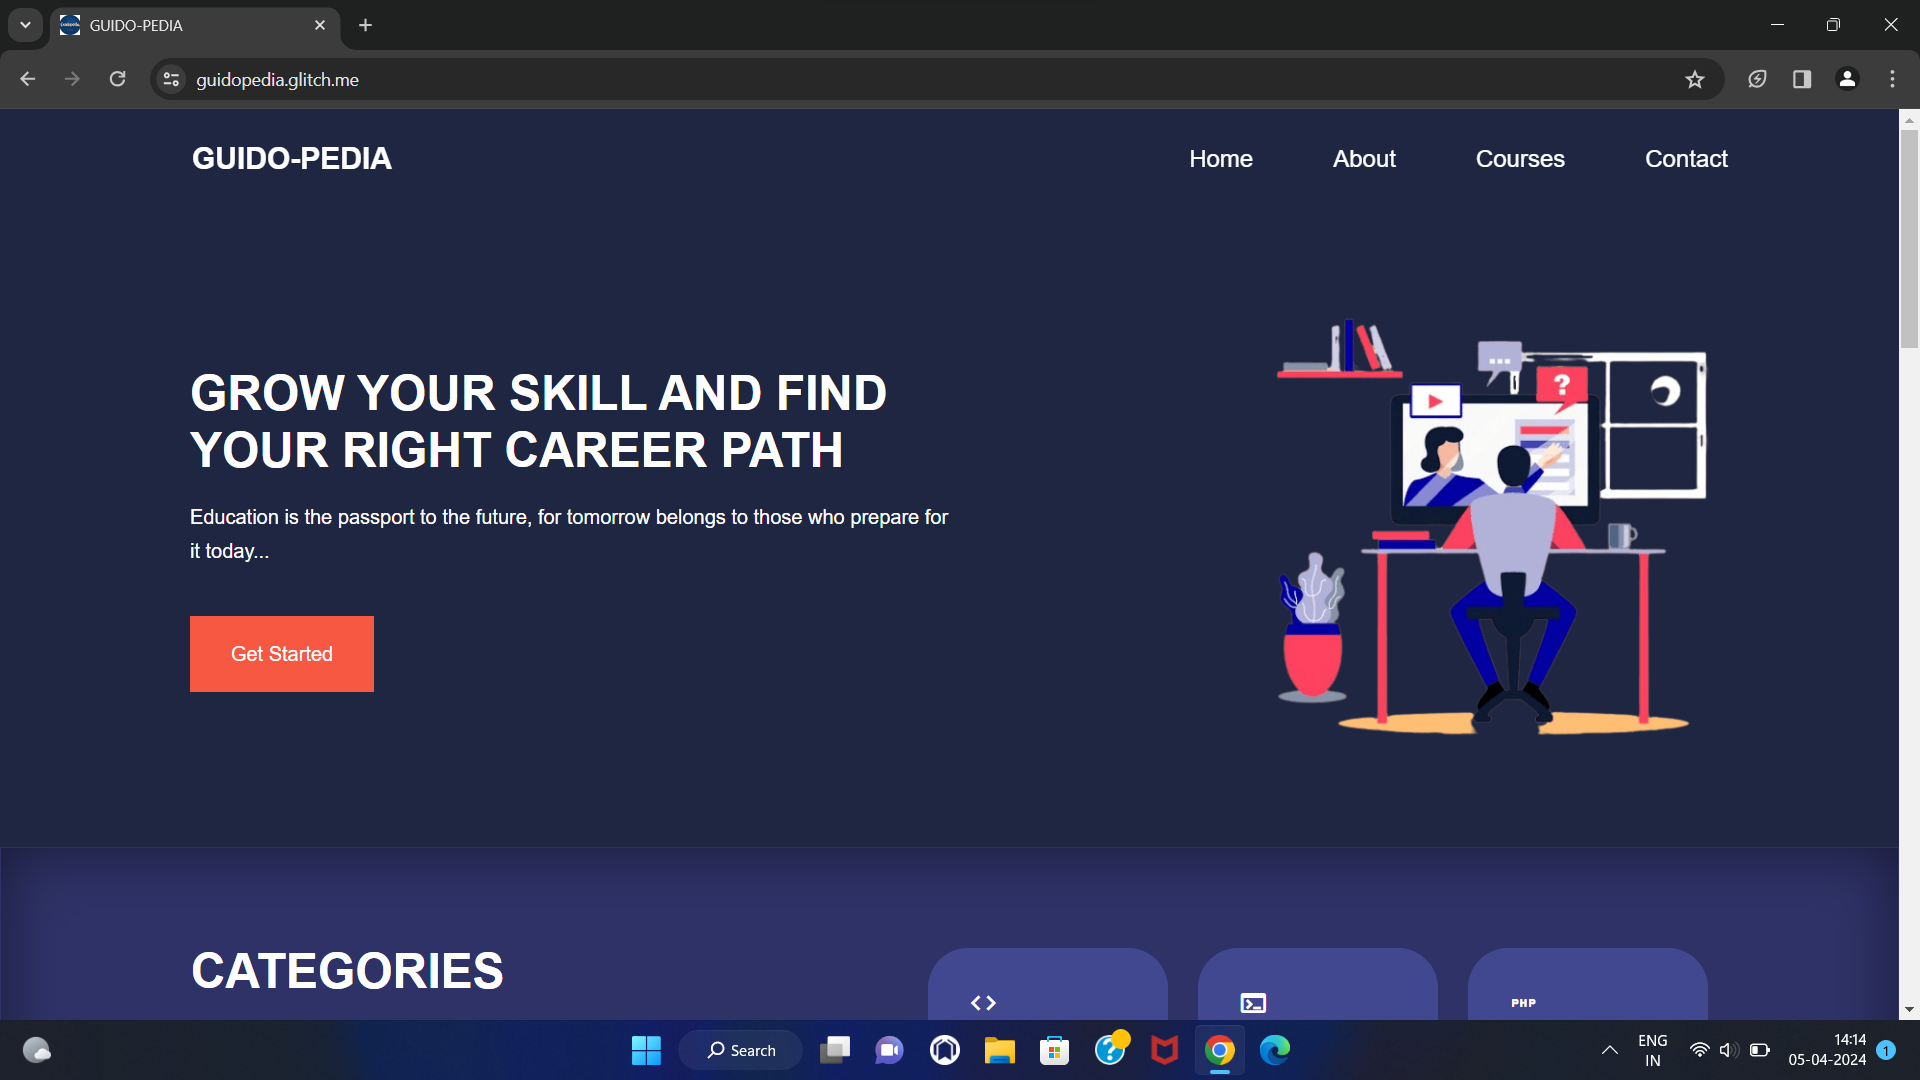 GUIDO-PEDIA
guidopedia.glitch.me
GUIDO-PEDIA
Home
About
Courses
Contact
GROW YOUR SKILL AND FIND
YOUR RIGHT CAREER PATH
Education is the passport to the future, for tomorrow belongs to those who prepare for
it today...
Get Started
?
CATEGORIES
PHP
Search
ENG
IN
14:14
05-04-2024
1